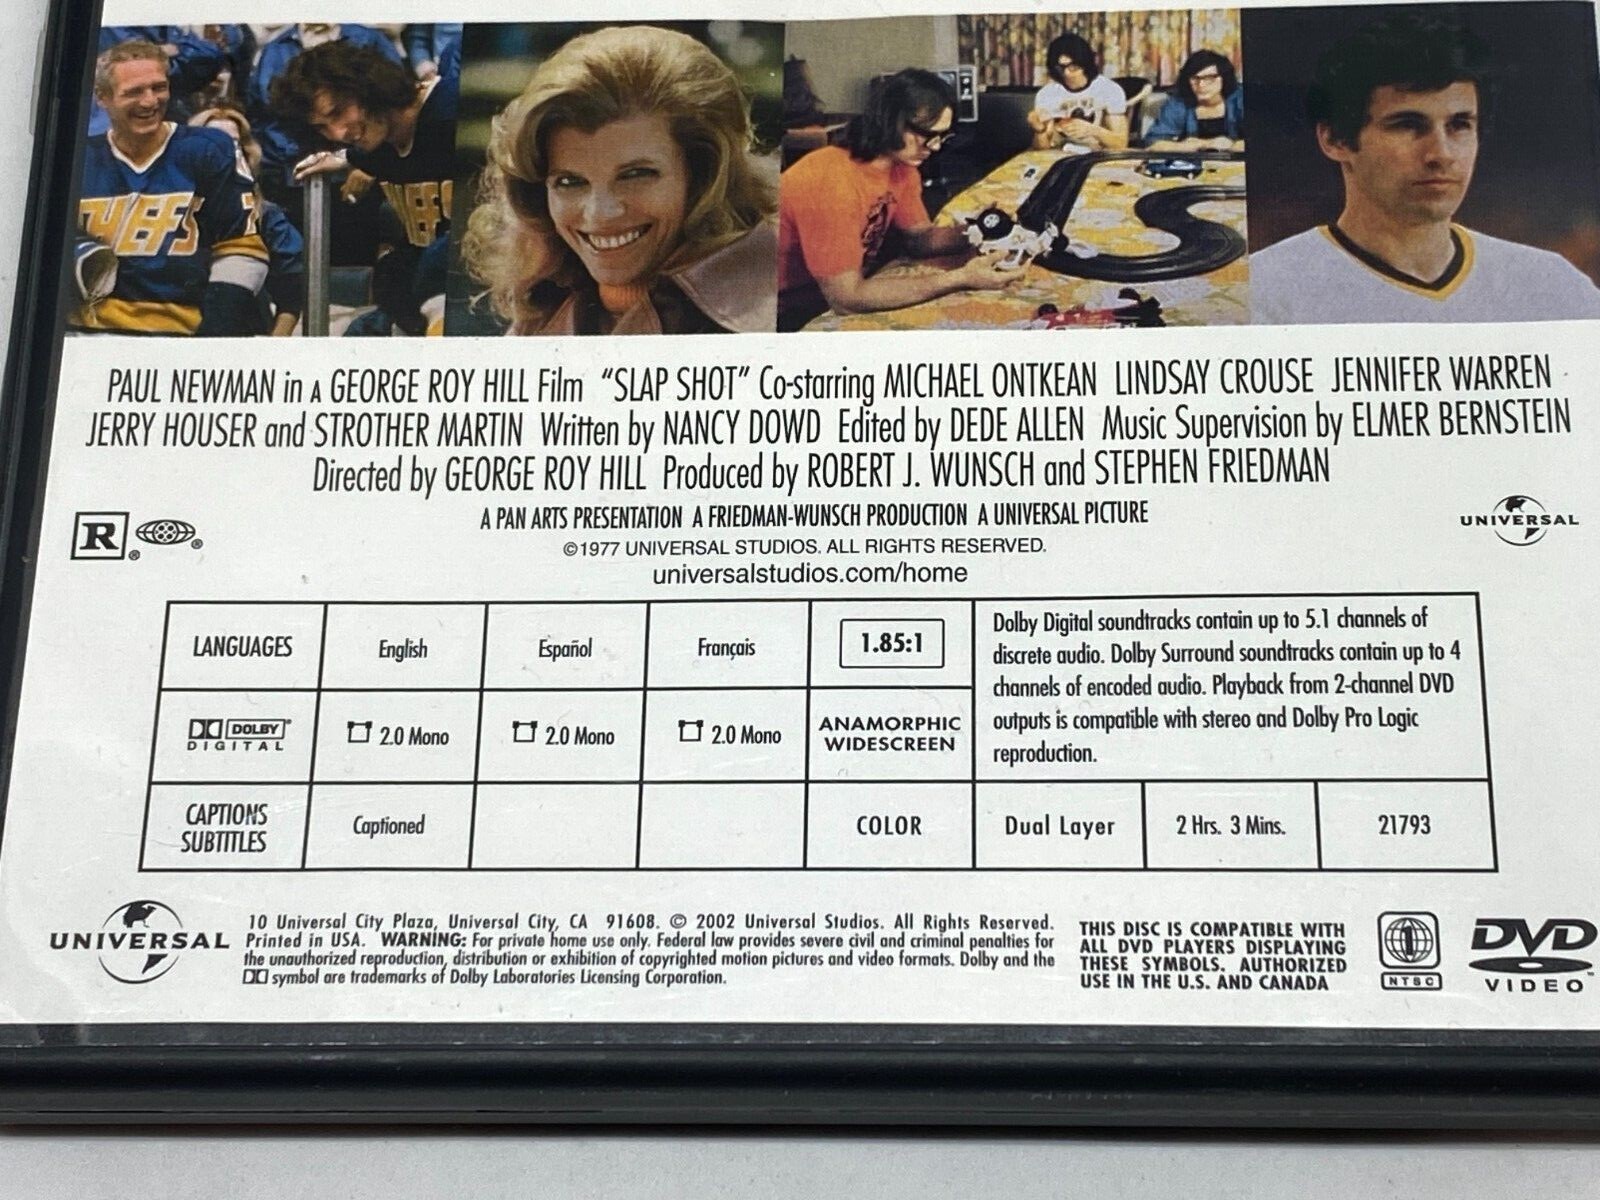 CHIEFS
CHIEFS
PAUL NEWMAN in A GEORGE ROY HILL Film "SLAP SHOT" Co-starring MICHAEL ONTKEAN LINDSAY CROUSE JENNIFER WARREN
JERRY HOUSER and STROTHER MARTIN Written by NANCY DOWD Edited by DEDE ALLEN Music Supervision by ELMER BERNSTEIN
Directed by GEORGE ROY HILL Produced by ROBERT J. WUNSCH and STEPHEN FRIEDMAN
A PAN ARTS PRESENTATION A FRIEDMAN-WUNSCH PRODUCTION A UNIVERSAL PICTURE
R ® ®
UNIVERSAL
©1977 UNIVERSAL STUDIOS. ALL RIGHTS RESERVED.
universalstudios.com/home
LANGUAGES English Español Français 1.85:1
DOLBY® DIGITAL 2.0 Mono 2.0 Mono 2.0 Mono
ANAMORPHIC
WIDESCREEN
Dolby Digital soundtracks contain up to 5.1 channels of
discrete audio. Dolby Surround soundtracks contain up to 4
channels of encoded audio. Playback from 2-channel DVD
outputs is compatible with stereo and Dolby Pro Logic
reproduction.
CAPTIONS
SUBTITLES
Captioned COLOR Dual Layer 2 Hrs. 3 Mins. 21793
UNIVERSAL
10 Universal City Plaza, Universal City, CA 91608. © 2002 Universal Studios. All Rights Reserved.
Printed in USA. WARNING: For private home use only. Federal law provides severe civil and criminal penalties for
the unauthorized reproduction, distribution or exhibition of copyrighted motion pictures and video formats. Dolby and the
symbol are trademarks of Dolby Laboratories Licensing Corporation.
THIS DISC IS COMPATIBLE WITH
ALL DVD PLAYERS DISPLAYING
THESE SYMBOLS. AUTHORIZED
USE IN THE U.S. AND CANADA
1
NTSC
DVD
VIDEO™